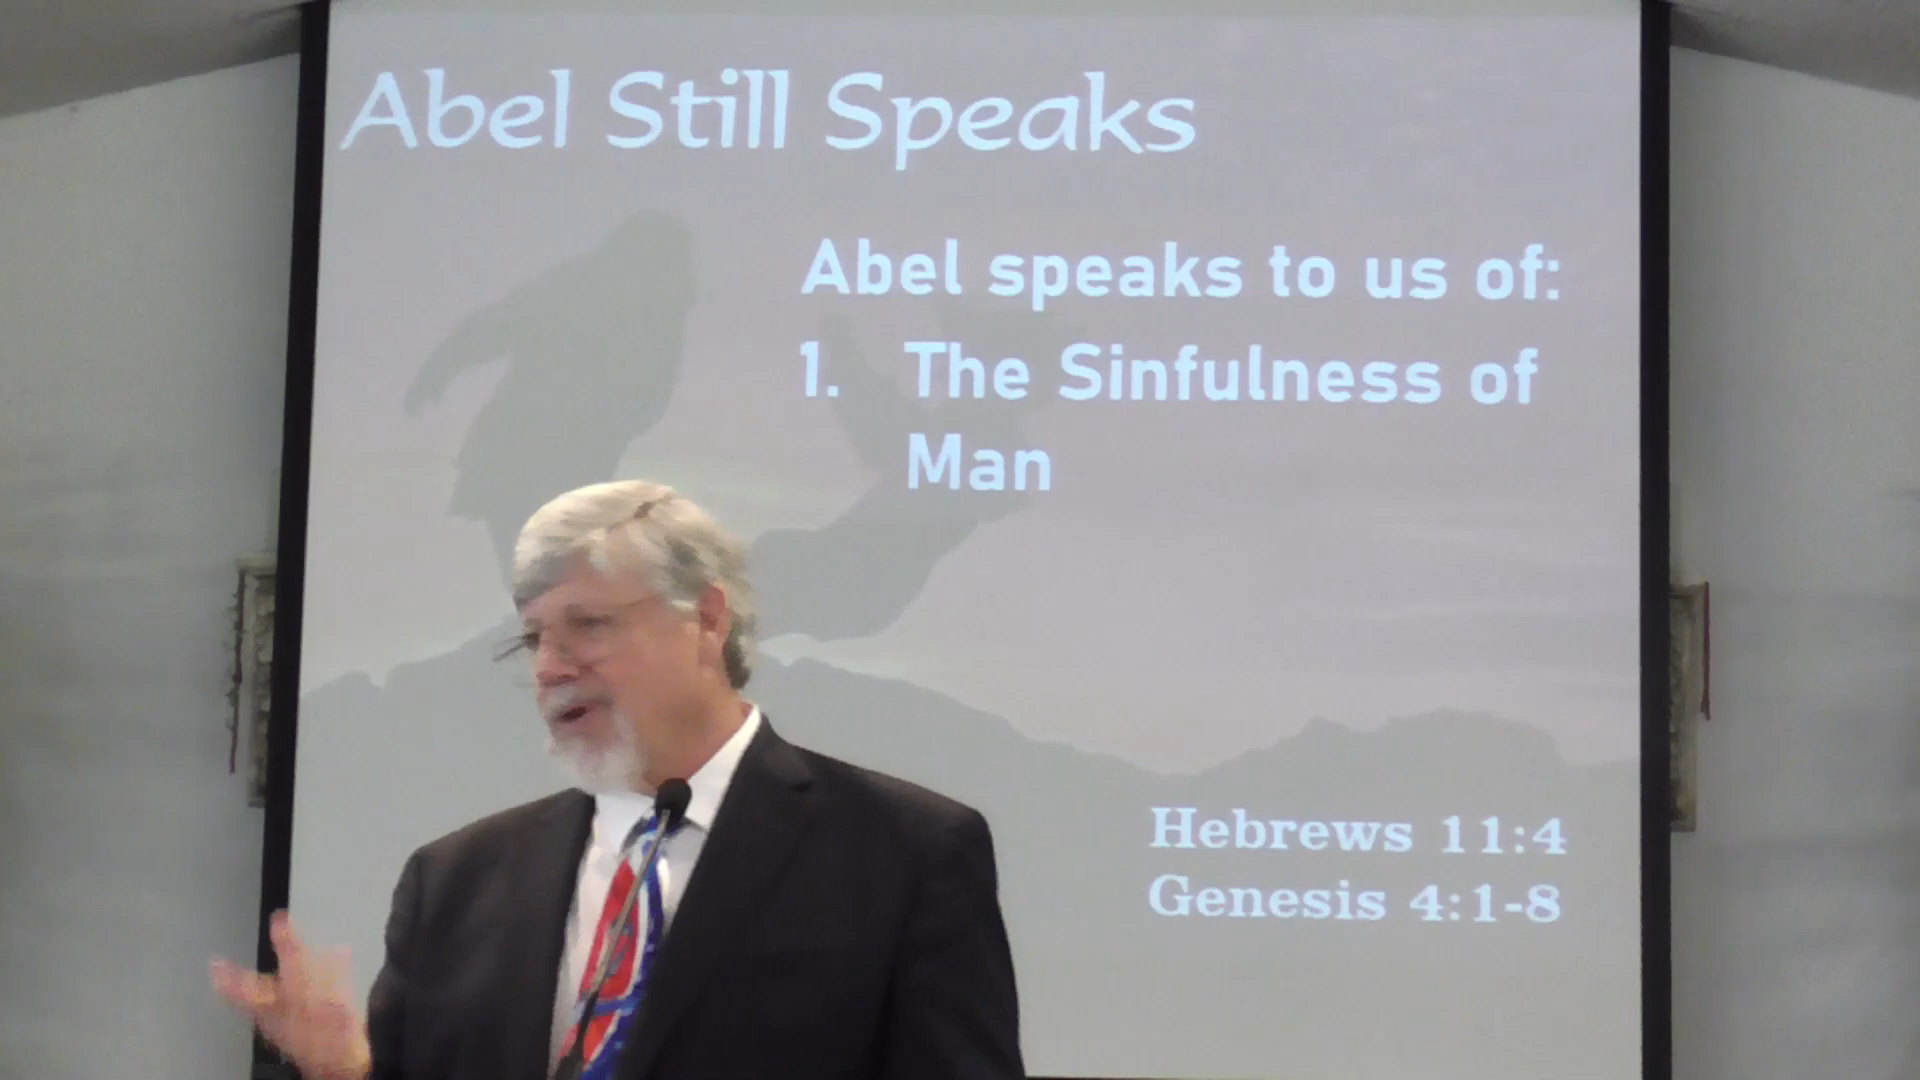 Abel Still Speaks
Abel speaks to us of:
1. The Sinfulness of
Man
Hebrews 11:4
Genesis 4:1-8